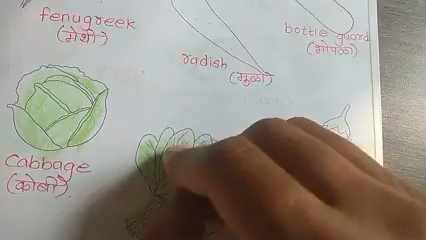 fenugreek
(मेथी)
radish
(मुळा)
bottle guard
(भोपळा)
cabbage
(कोबी)